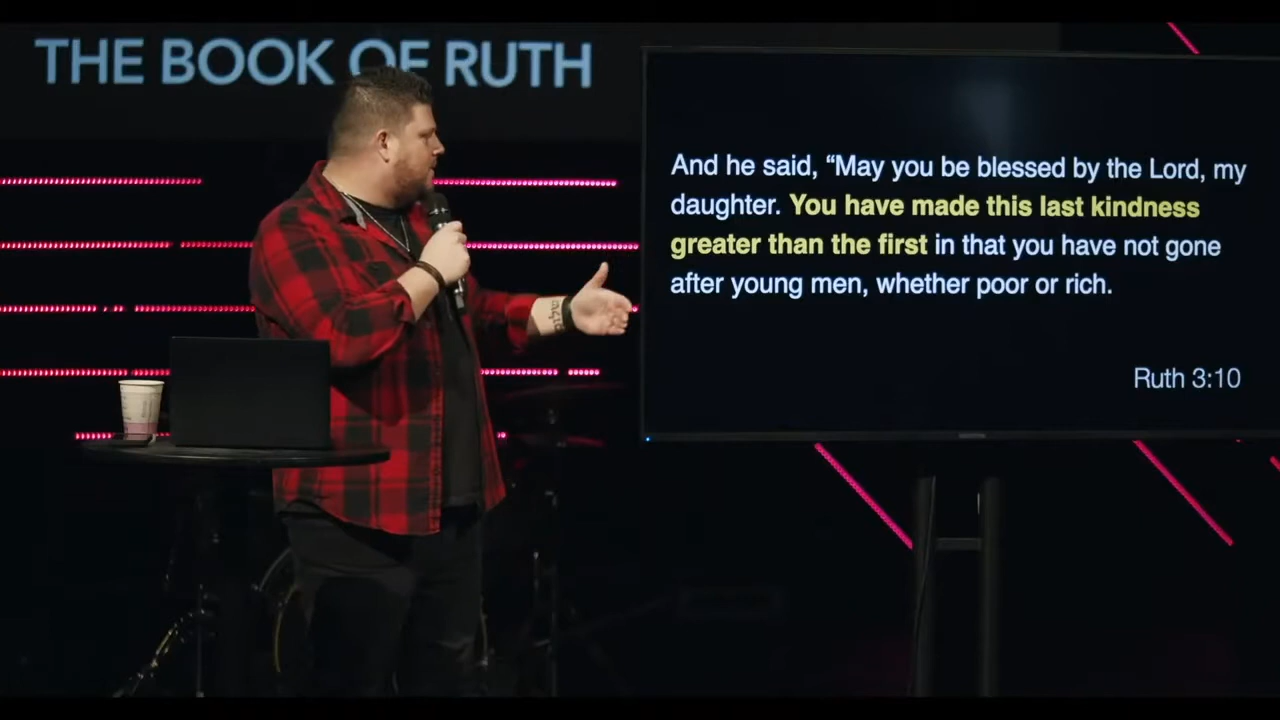 THE BOOK OF RUTH
And he said, “May you be blessed by the Lord, my
daughter. You have made this last kindness
greater than the first in that you have not gone
after young men, whether poor or rich.
Ruth 3:10